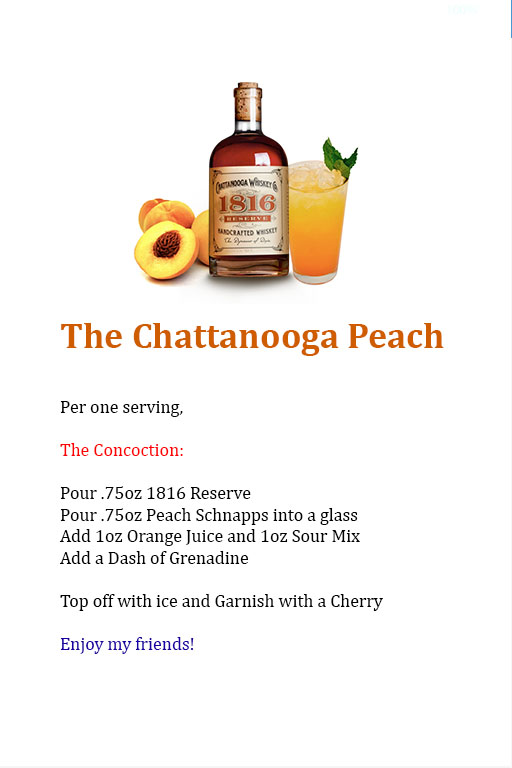 CHATTANOOGA WHISKEY CO.
1816
RESERVE
HANDCRAFTED WHISKEY
The Chattanooga Peach
Per one serving,
The Concoction:
Pour .75oz 1816 Reserve
Pour .75oz Peach Schnapps into a glass
Add 1oz Orange Juice and 1oz Sour Mix
Add a Dash of Grenadine
Top off with ice and Garnish with a Cherry
Enjoy my friends!